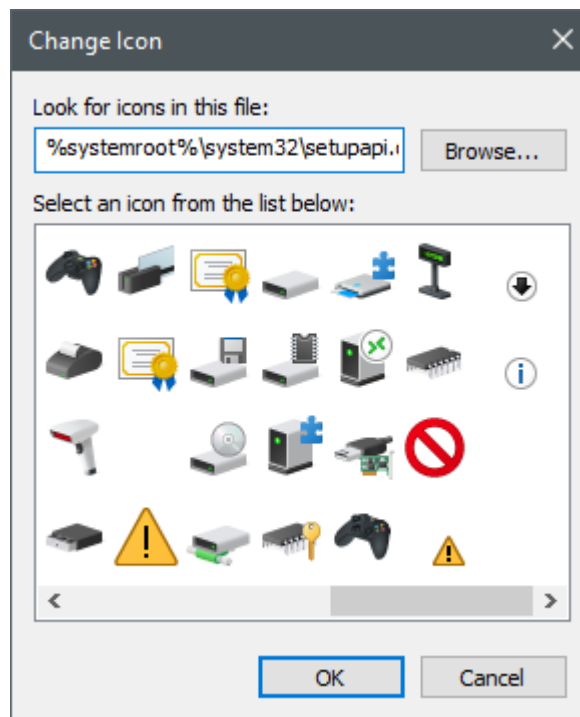 Change Icon
Look for icons in this file:
%systemroot%\system32\setupapi.
Browse...
Select an icon from the list below:
OK
Cancel